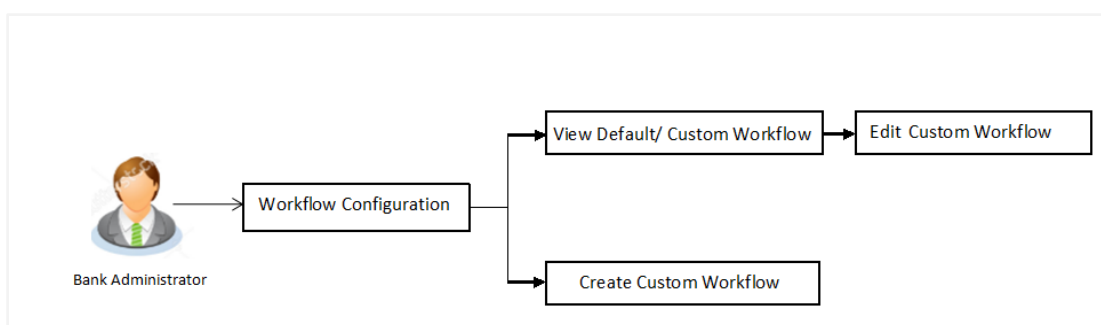 View Default/ Custom Workflow
Edit Custom Workflow
Workflow Configuration
Bank Administrator
Create Custom Workflow